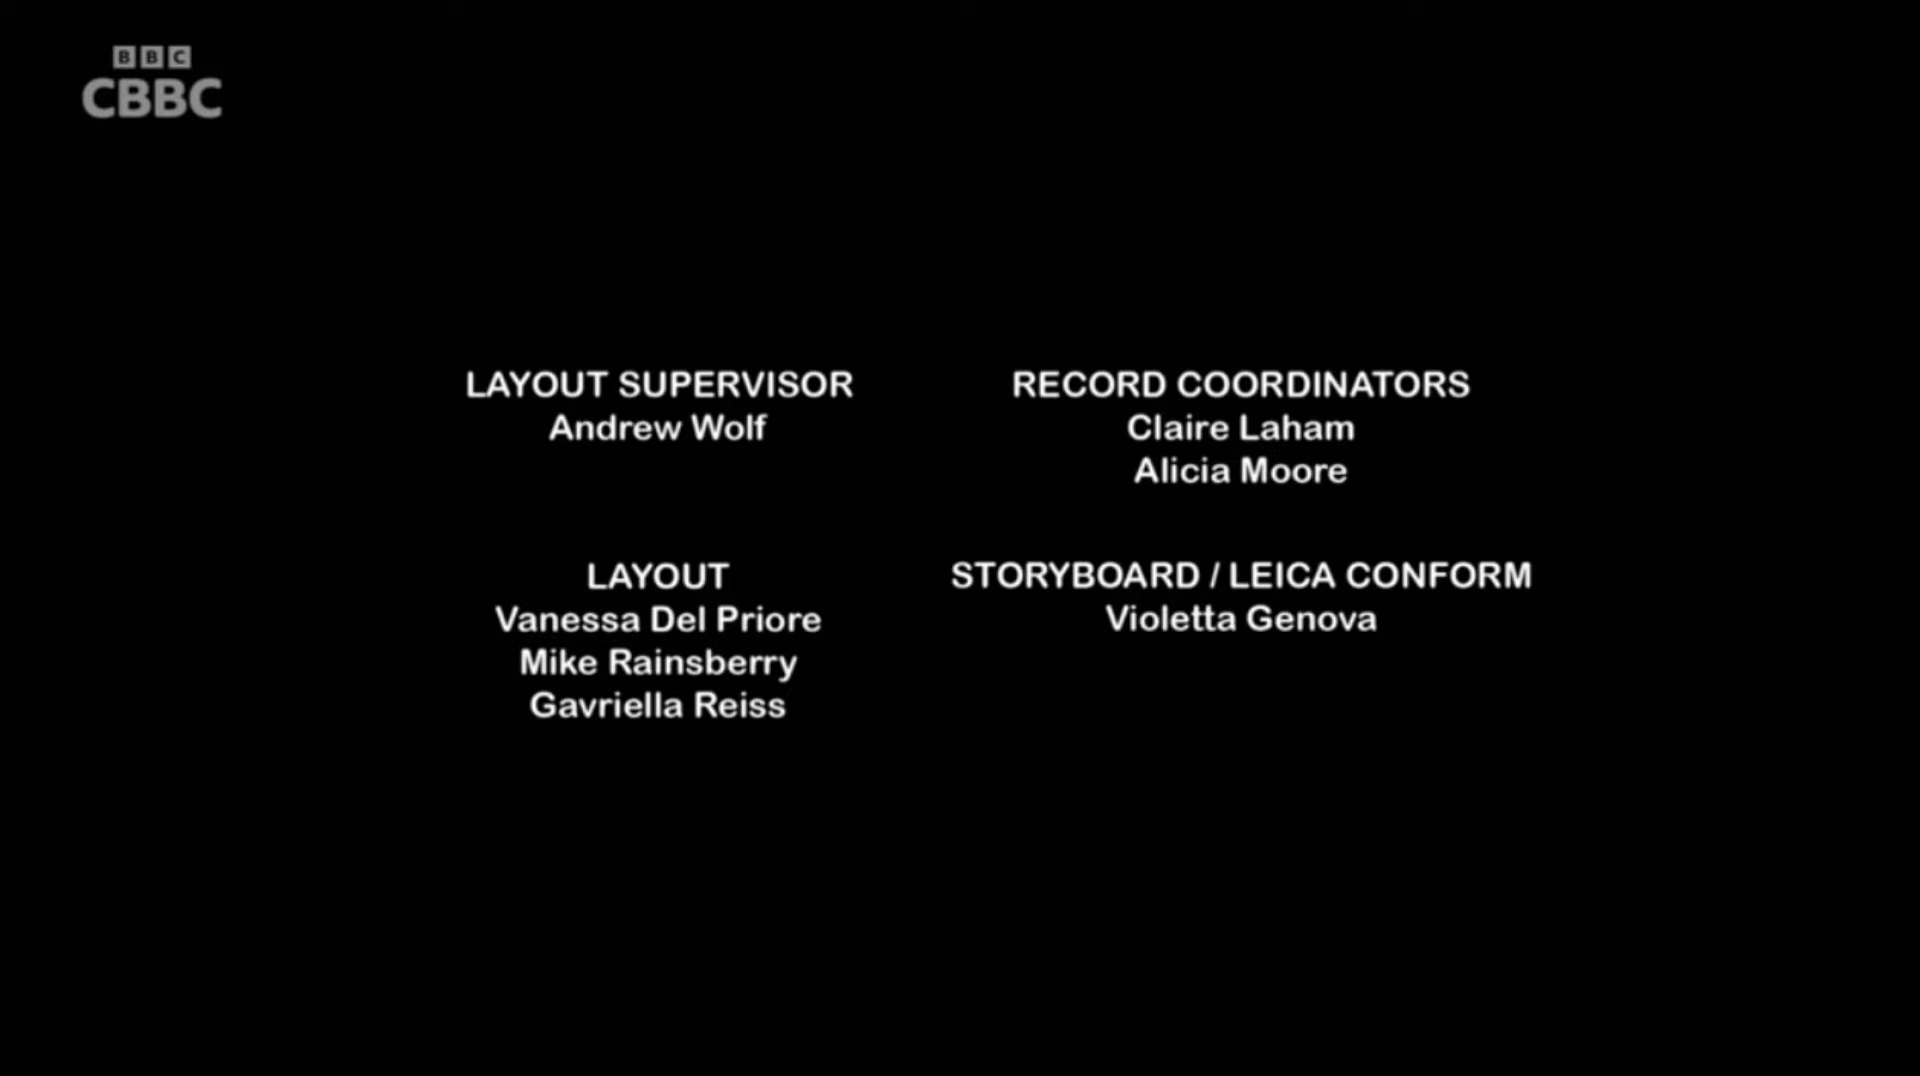 BBC
CBBC
LAYOUT SUPERVISOR
Andrew Wolf
RECORD COORDINATORS
Claire Laham
Alicia Moore
LAYOUT
Vanessa Del Priore
Mike Rainsberry
Gavriella Reiss
STORYBOARD / LEICA CONFORM
Violetta Genova